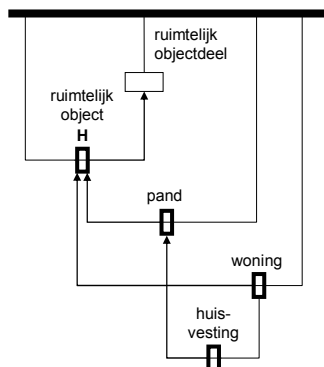 ruimtelijk
objectdeel
ruimtelijk
object
H
pand
woning
huis-
vesting